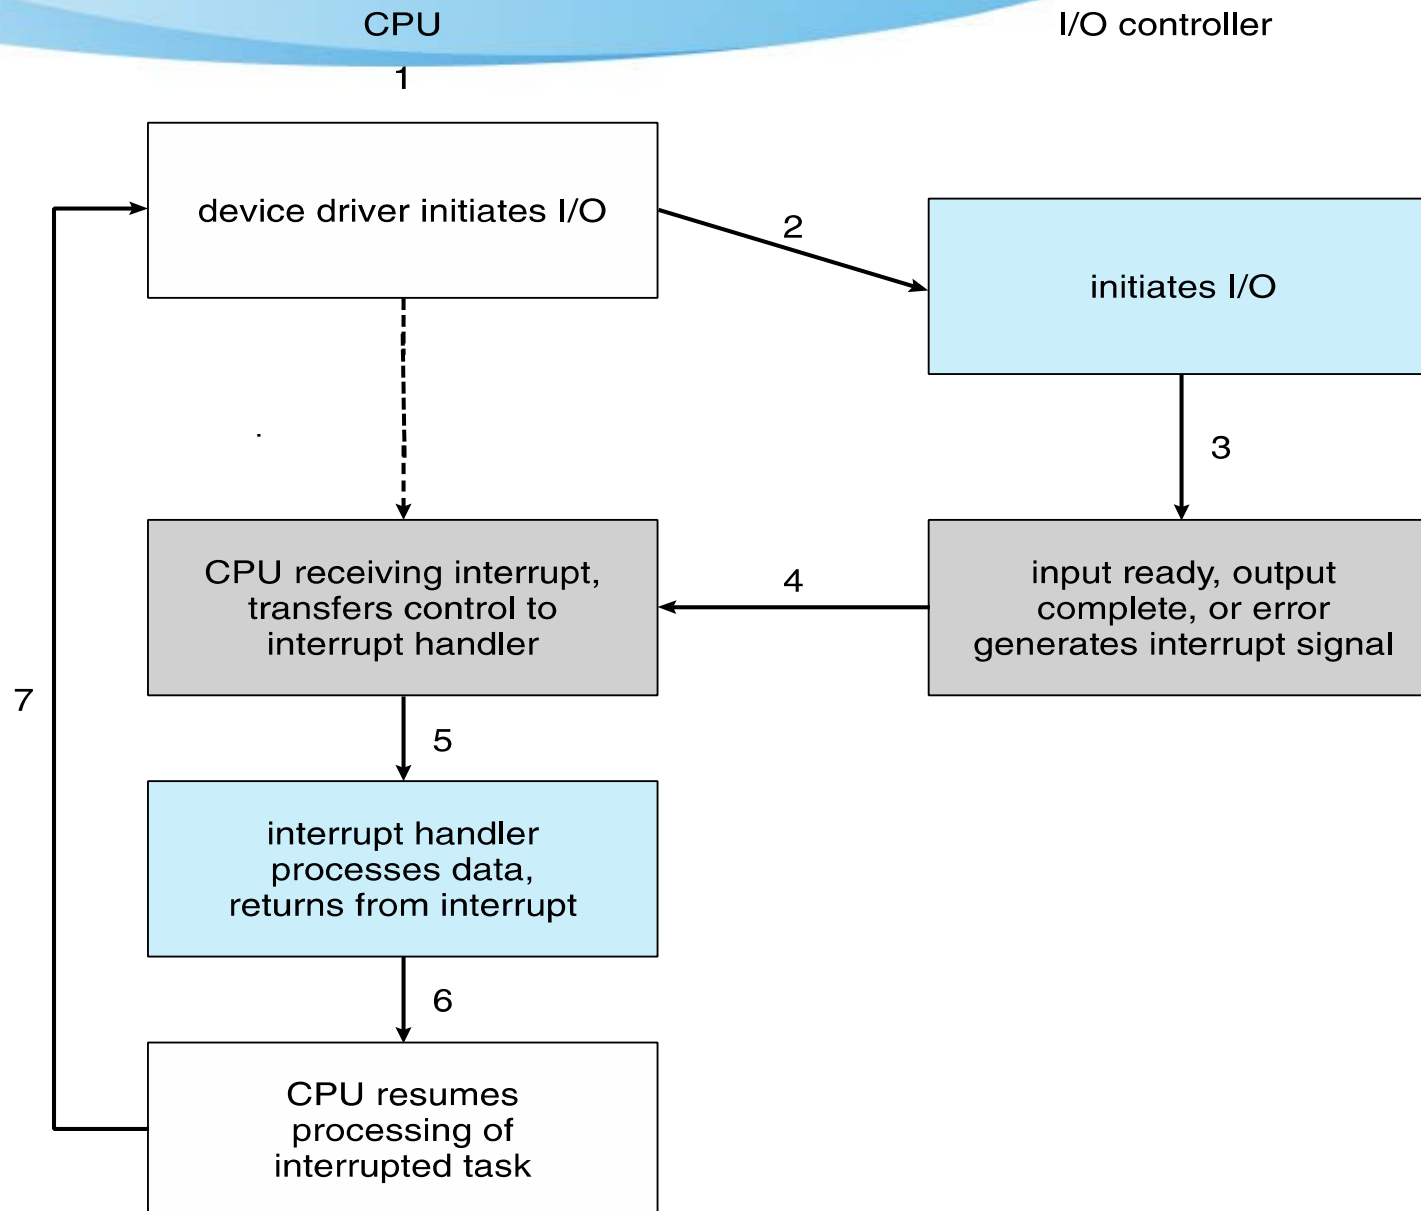 CPU
I/O controller
1
device driver initiates I/O
2
initiates I/O
3
CPU receiving interrupt,
transfers control to
interrupt handler
4
input ready, output
complete, or error
generates interrupt signal
7
5
interrupt handler
processes data,
returns from interrupt
6
CPU resumes
processing of
interrupted task